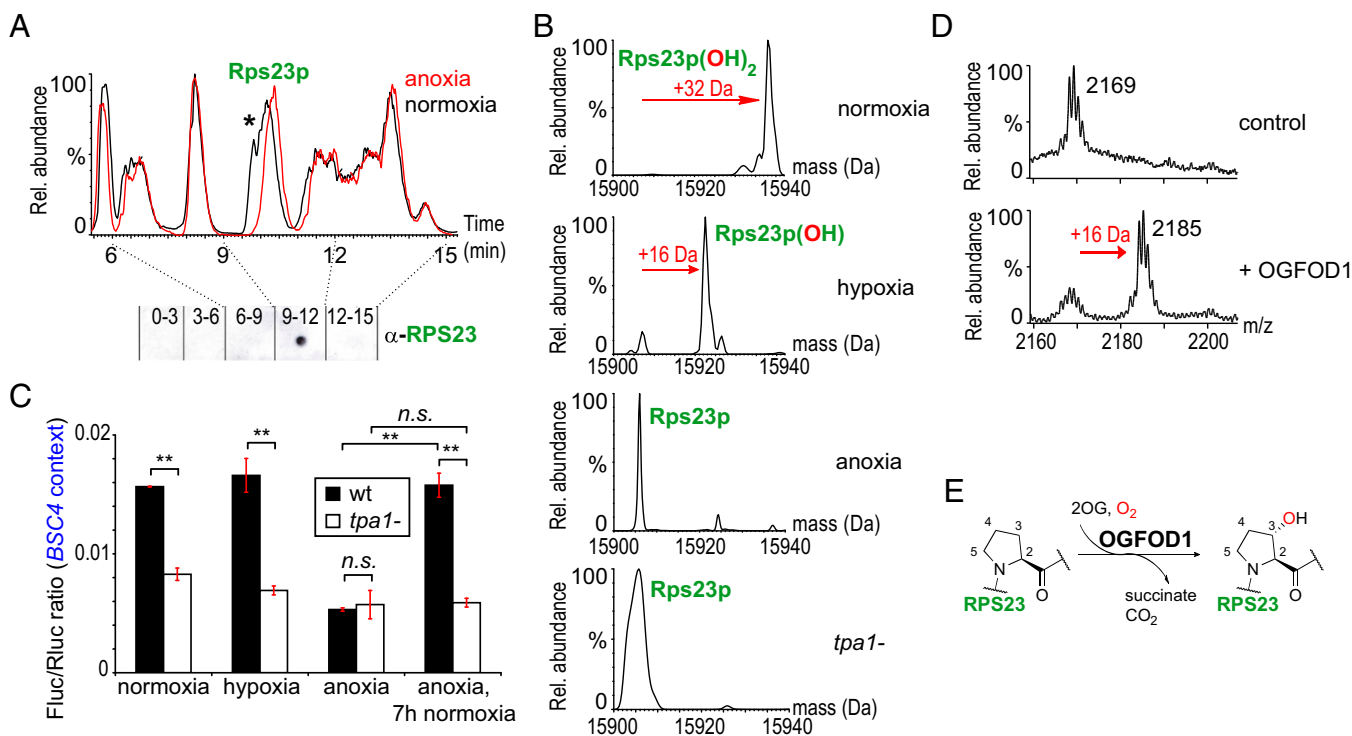 A
Rel. abundance
100
%
0
Rps23p
*
anoxia
normoxia
Time
(min)
6
9
12
15
0-3
3-6
6-9
9-12
12-15
α-RPS23
B
Rel. abundance
100
%
0
Rps23p(OH)2
+32 Da
normoxia
mass (Da)
15900
15920
15940
Rel. abundance
100
%
0
Rps23p(OH)
+16 Da
hypoxia
mass (Da)
15900
15920
15940
Rel. abundance
100
%
0
Rps23p
anoxia
mass (Da)
15900
15920
15940
Rel. abundance
100
%
0
Rps23p
tpa1-
mass (Da)
15900
15920
15940
C
Fluc/Rluc ratio (BSC4 context)
0.02
0.01
0
**
**
n.s.
**
n.s.
**
wt
tpa1-
normoxia
hypoxia
anoxia
anoxia,
7h normoxia
D
Rel. abundance
100
%
0
2169
control
Rel. abundance
100
%
0
+16 Da
2185
+ OGFOD1
m/z
2160
2180
2200
E
4
3
5
2
N
O
RPS23
2OG, O2
OGFOD1
succinate
CO2
4
3
OH
5
2
N
O
RPS23